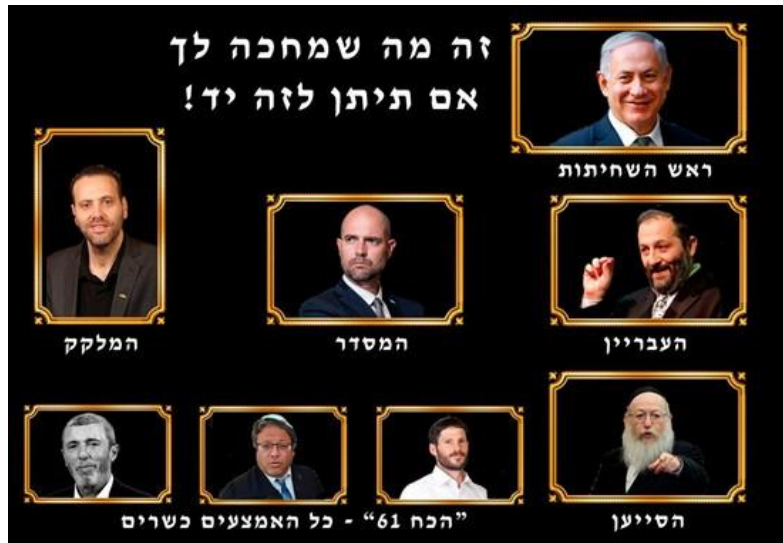 זה מה שמחכה לך
אם תיתן לזה יד!
ראש השחיתות
המלקק
המסדר
העבריין
"הכח 61" - כל האמצעים כשרים
הסייען